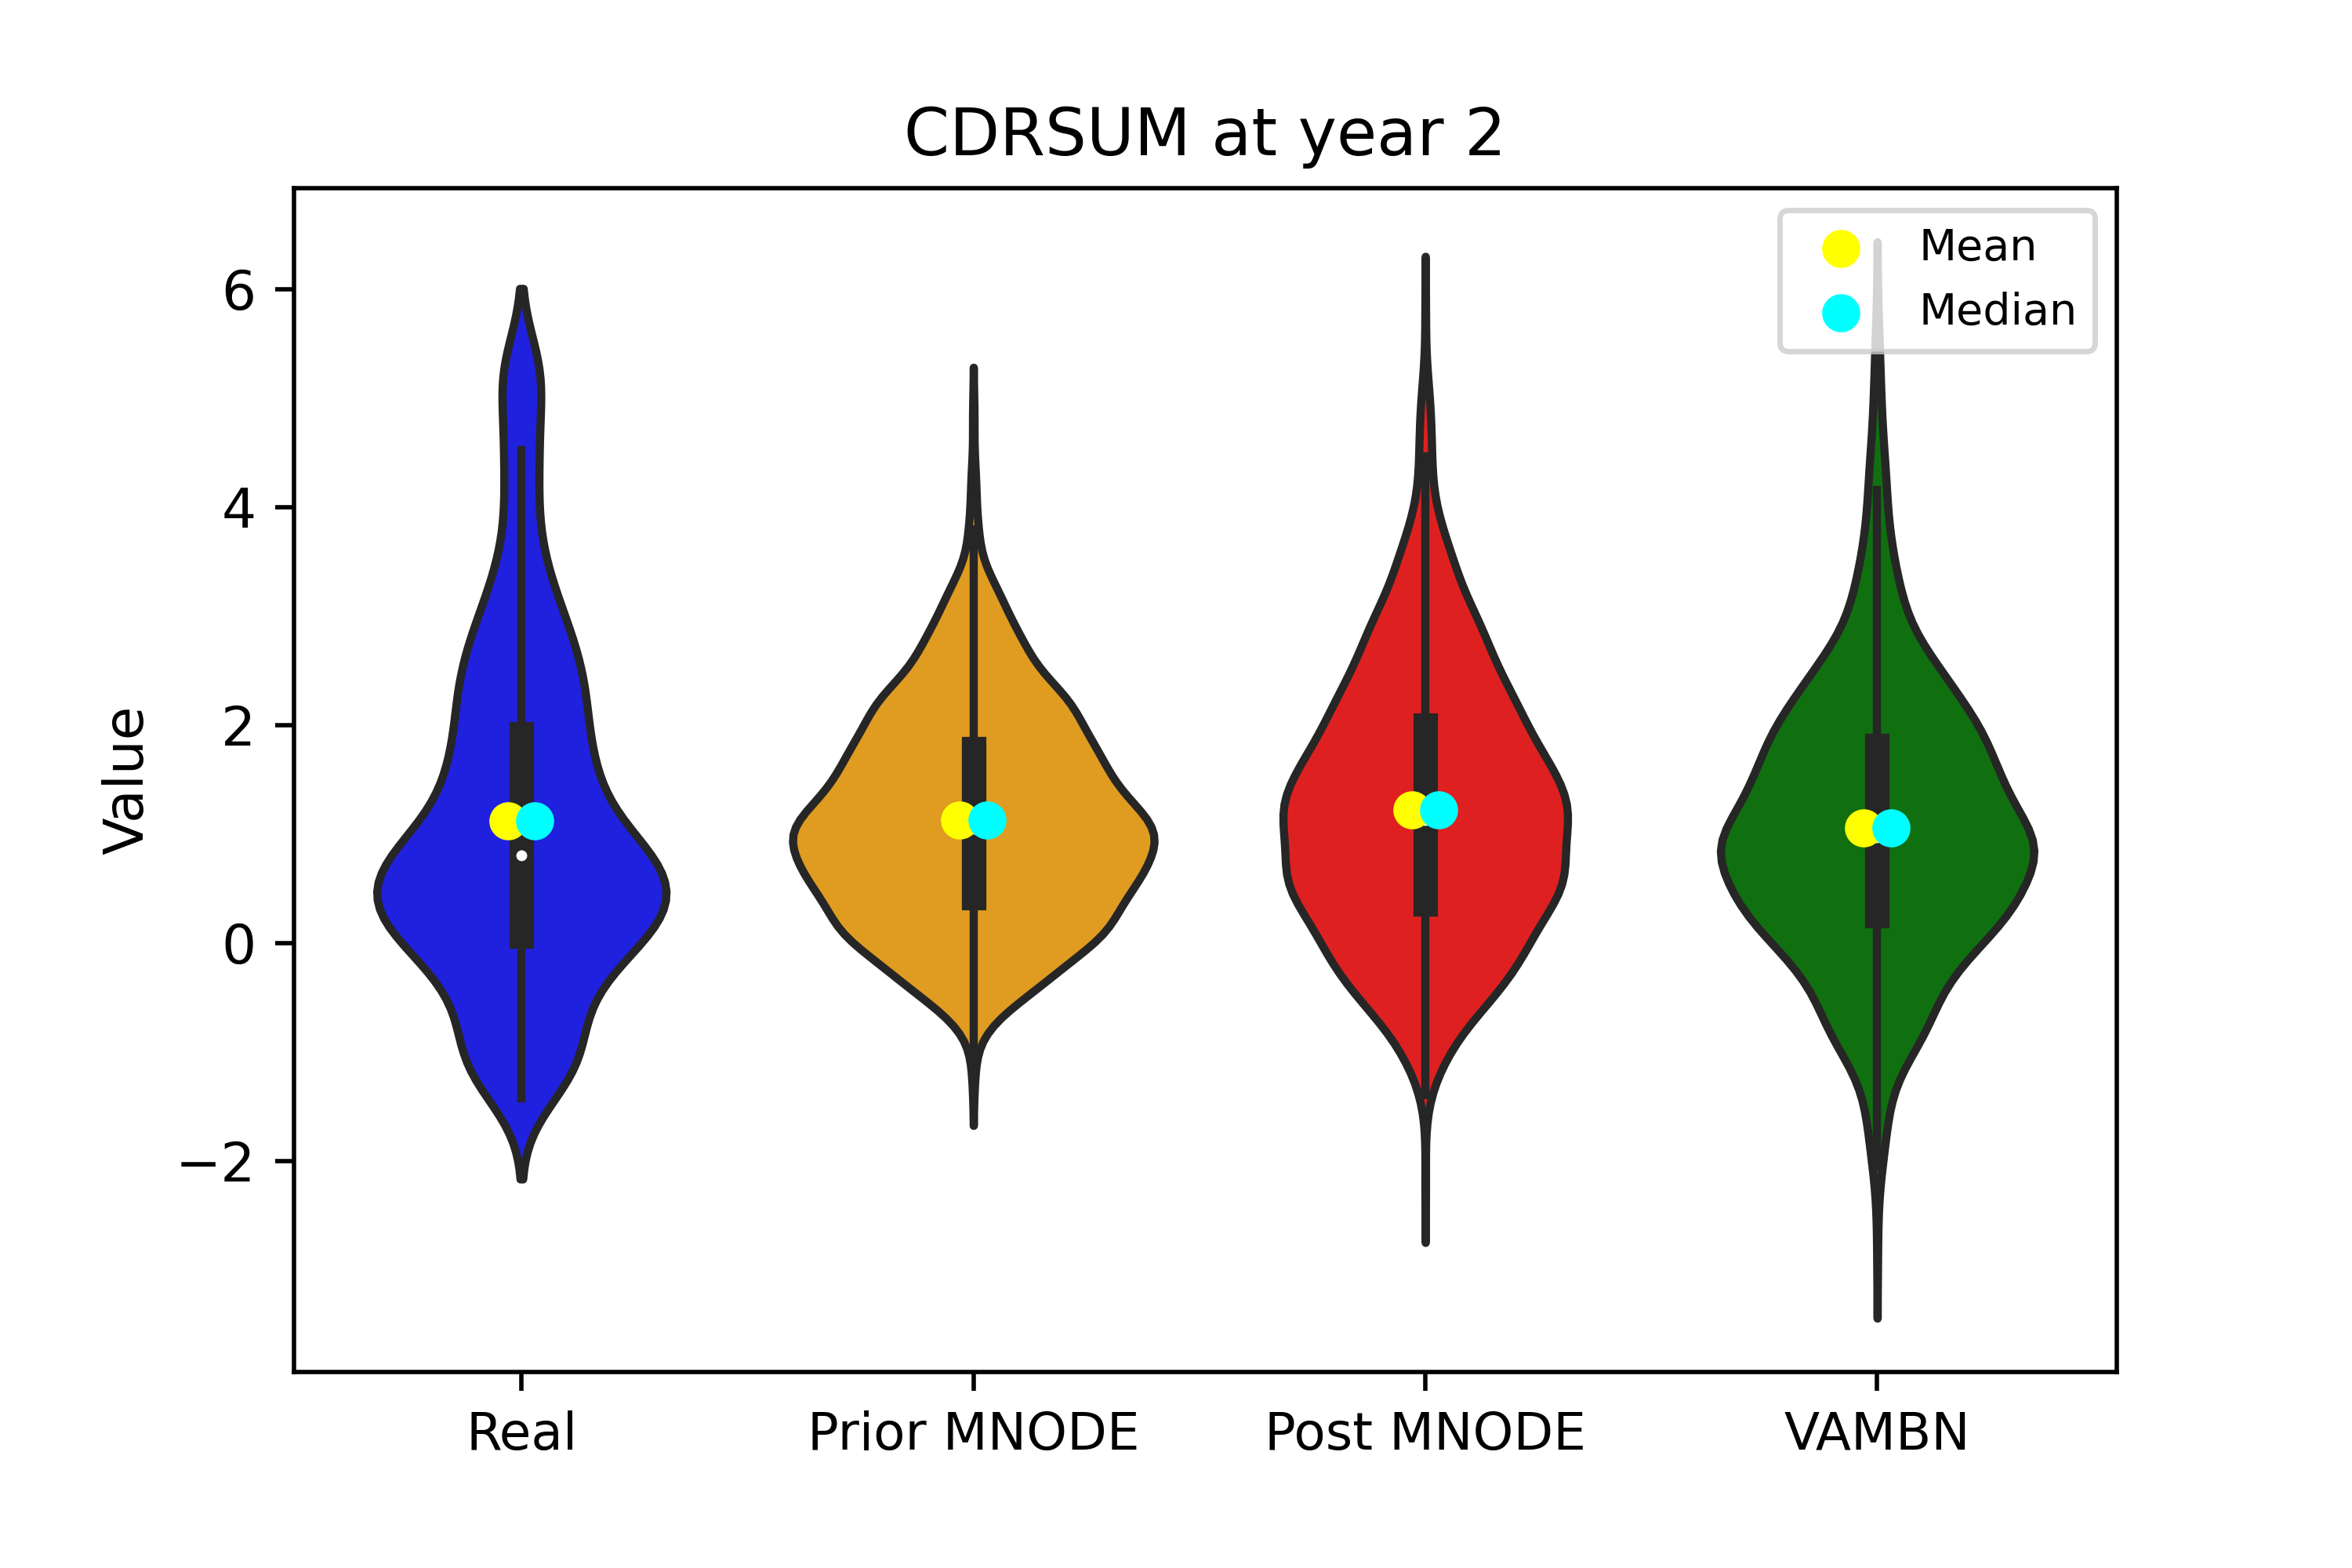 CDRSUM at year 2
Mean
Median
Value
6
4
2
0
−2
Real
Prior MNODE
Post MNODE
VAMBN